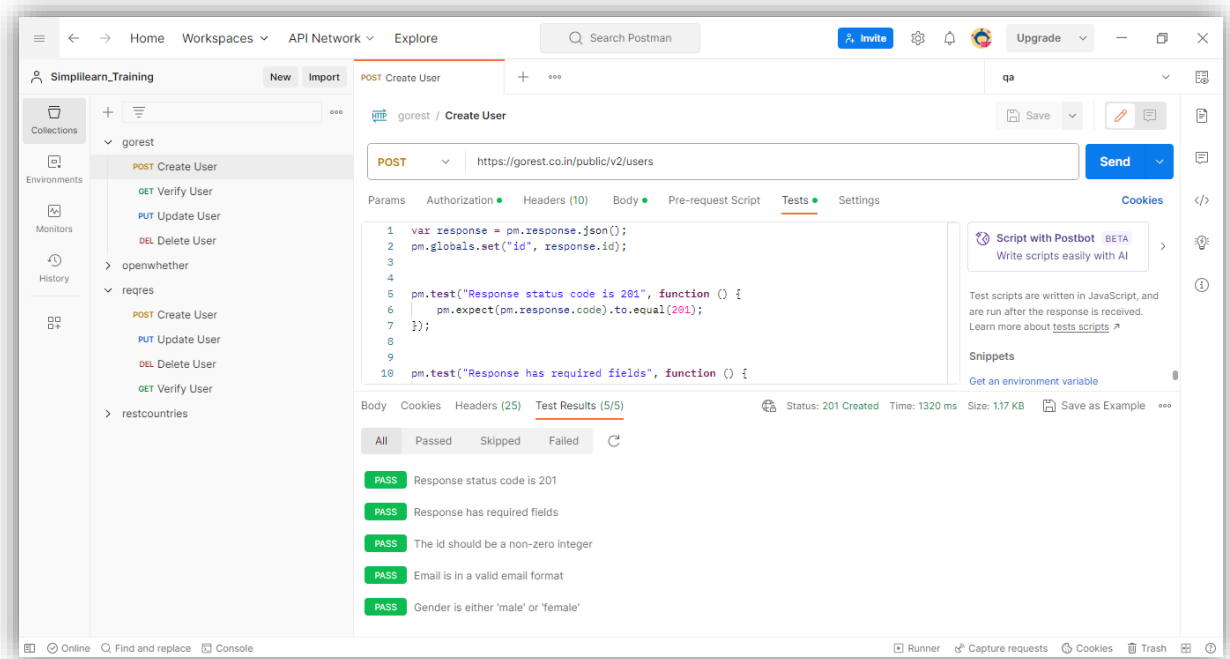 Home Workspaces API Network Explore Search Postman Invite Upgrade
Simplilearn_Training New Import POST Create User qa
Collections
Environments
Monitors
History
gorest
POST Create User
GET Verify User
PUT Update User
DEL Delete User
openwhether
reqres
POST Create User
PUT Update User
DEL Delete User
GET Verify User
restcountries
HTTP gorest / Create User Save
POST https://gorest.co.in/public/v2/users Send
Params Authorization Headers (10) Body Pre-request Script Tests Settings Cookies
1 var response = pm.response.json();
2 pm.globals.set("id", response.id);
3
4
5 pm.test("Response status code is 201", function () {
6 pm.expect(pm.response.code).to.equal(201);
7 });
8
9
10 pm.test("Response has required fields", function () {
Script with Postbot BETA
Write scripts easily with AI
Test scripts are written in JavaScript, and
are run after the response is received.
Learn more about tests scripts
Snippets
Get an environment variable
Body Cookies Headers (25) Test Results (5/5) Status: 201 Created Time: 1320 ms Size: 1.17 KB Save as Example
All Passed Skipped Failed
PASS Response status code is 201
PASS Response has required fields
PASS The id should be a non-zero integer
PASS Email is in a valid email format
PASS Gender is either 'male' or 'female'
Online Find and replace Console Runner Capture requests Cookies Trash